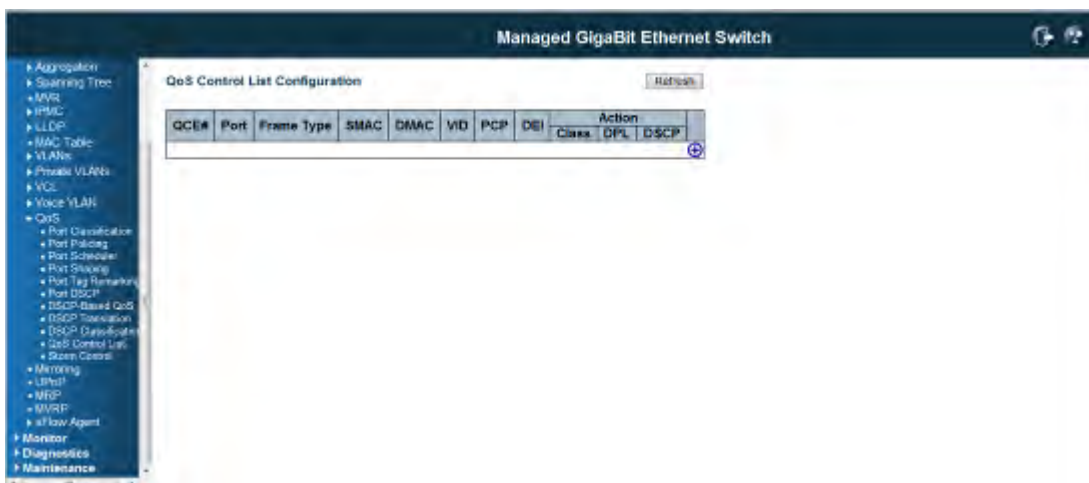 Managed GigaBit Ethernet Switch
Aggregation
Spanning Tree
MVR
IPMC
LLDP
MAC Table
VLANs
Private VLANs
VCL
Voice VLAN
QoS
Port Classification
Port Policing
Port Scheduler
Port Shaping
Port Tag Remarking
Port DSCP
DSCP-Based QoS
DSCP Translation
DSCP Classification
QoS Control List
Storm Control
Mirroring
UPnP
MRP
MVRP
sFlow Agent
Monitor
Diagnostics
Maintenance
QoS Control List Configuration
Refresh
QCE# Port Frame Type SMAC DMAC VID PCP DEI Action
Class DPL DSCP